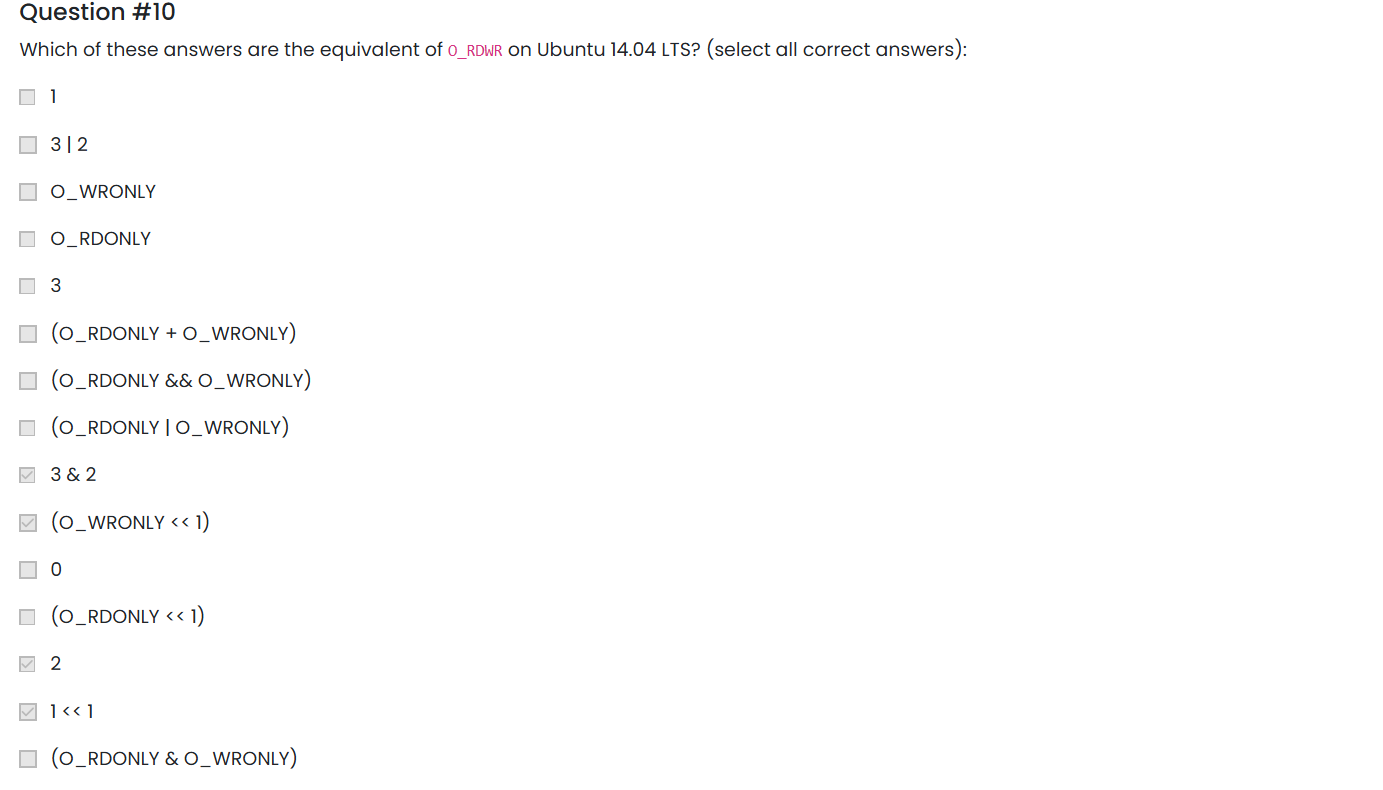 Question #10
Which of these answers are the equivalent of O_RDWR on Ubuntu 14.04 LTS? (select all correct answers):
1
3 | 2
O_WRONLY
O_RDONLY
3
(O_RDONLY + O_WRONLY)
(O_RDONLY && O_WRONLY)
(O_RDONLY | O_WRONLY)
3 & 2
(O_WRONLY << 1)
0
(O_RDONLY << 1)
2
1 << 1
(O_RDONLY & O_WRONLY)